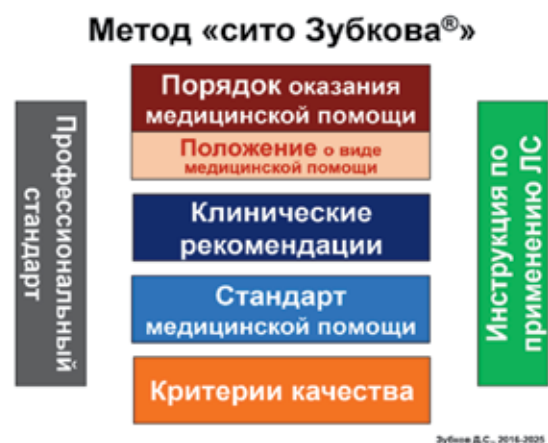 Метод «сито Зубкова®»
Порядок оказания
медицинской помощи
Положение о виде
медицинской помощи
Профессиональный
стандарт
Клинические
рекомендации
Стандарт
медицинской помощи
Критерии качества
Инструкция по
применению ЛС
Зубков Д.С., 2016-2025